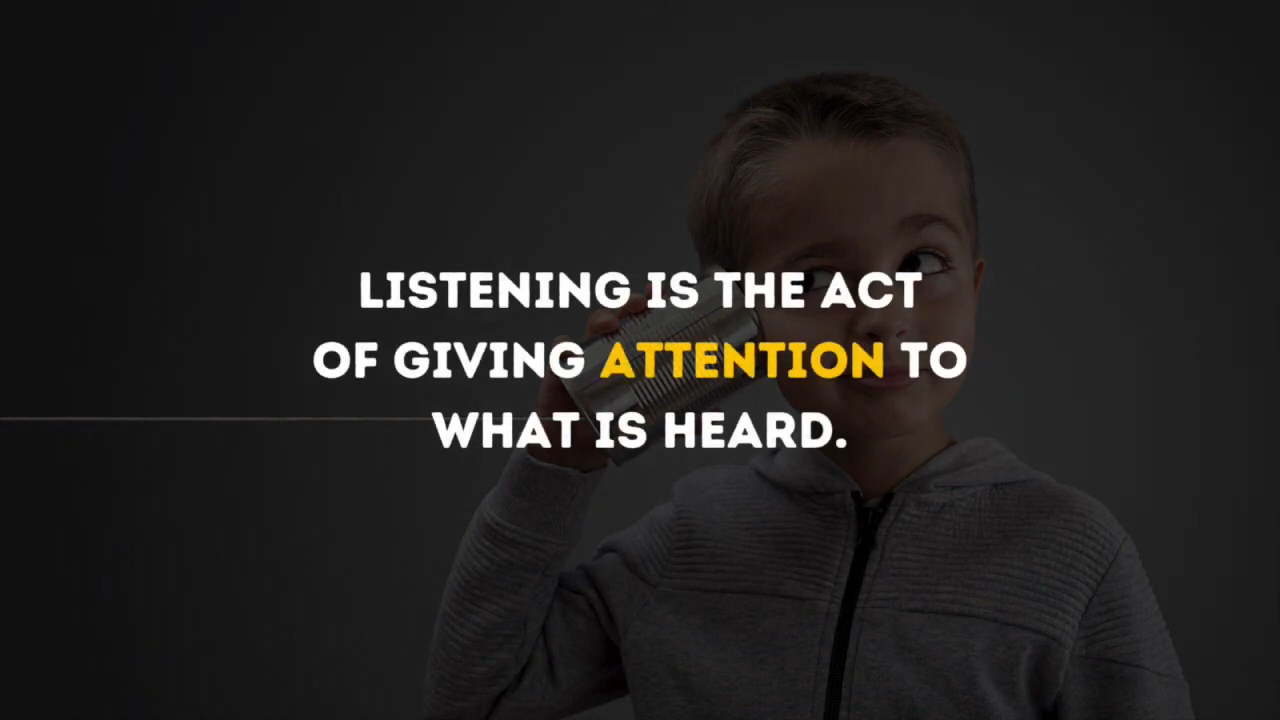 LISTENING IS THE ACT
OF GIVING ATTENTION TO
WHAT IS HEARD.